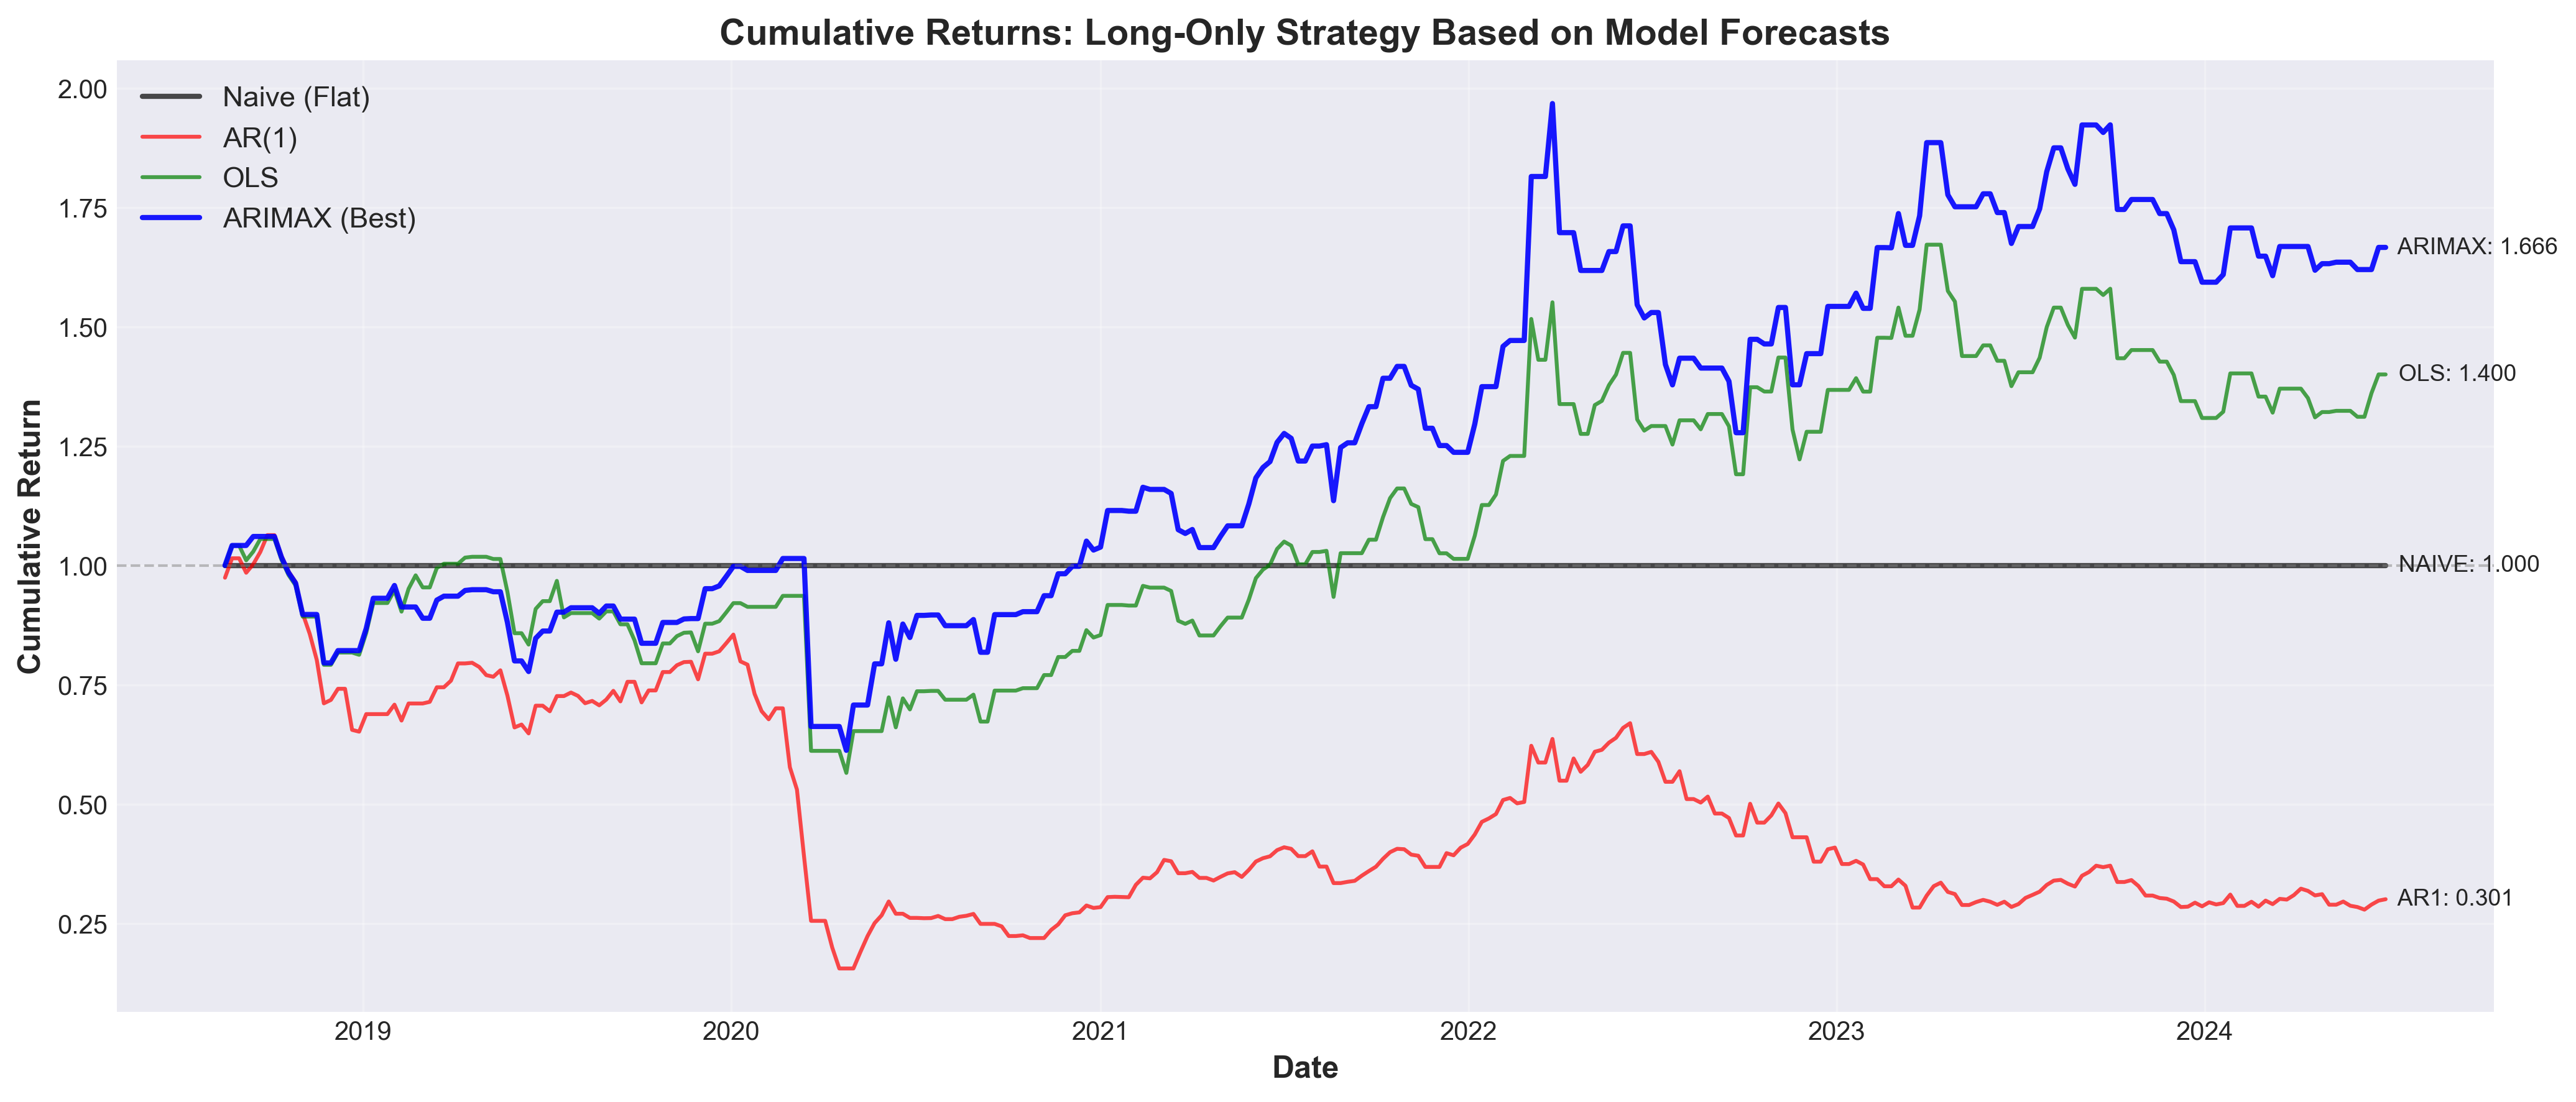 Cumulative Returns: Long-Only Strategy Based on Model Forecasts
Naive (Flat)
AR(1)
OLS
ARIMAX (Best)
Cumulative Return
2.00
1.75
1.50
1.25
1.00
0.75
0.50
0.25
ARIMAX: 1.666
OLS: 1.400
NAIVE: 1.000
AR1: 0.301
2019
2020
2021
2022
2023
2024
Date